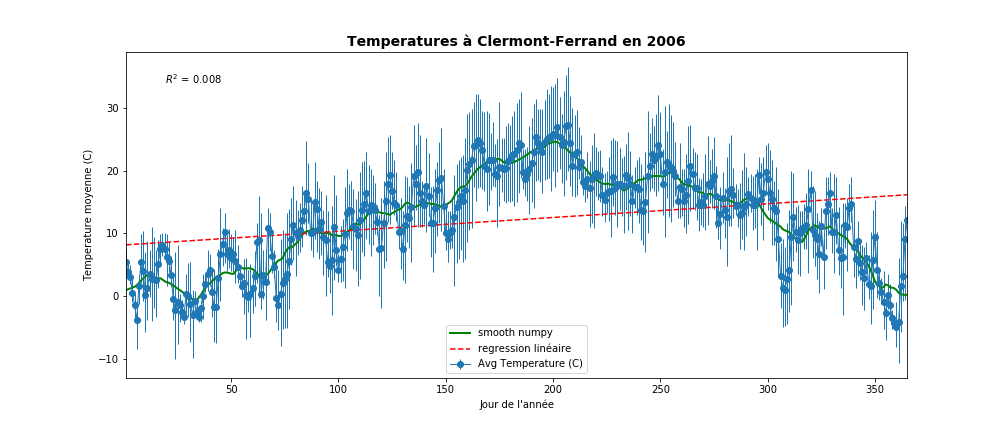 Temperatures à Clermont-Ferrand en 2006
R² = 0.008
Temperature moyenne (C)
30
20
10
0
−10
50 100 150 200 250 300 350
Jour de l'année
smooth numpy
regression linéaire
Avg Temperature (C)